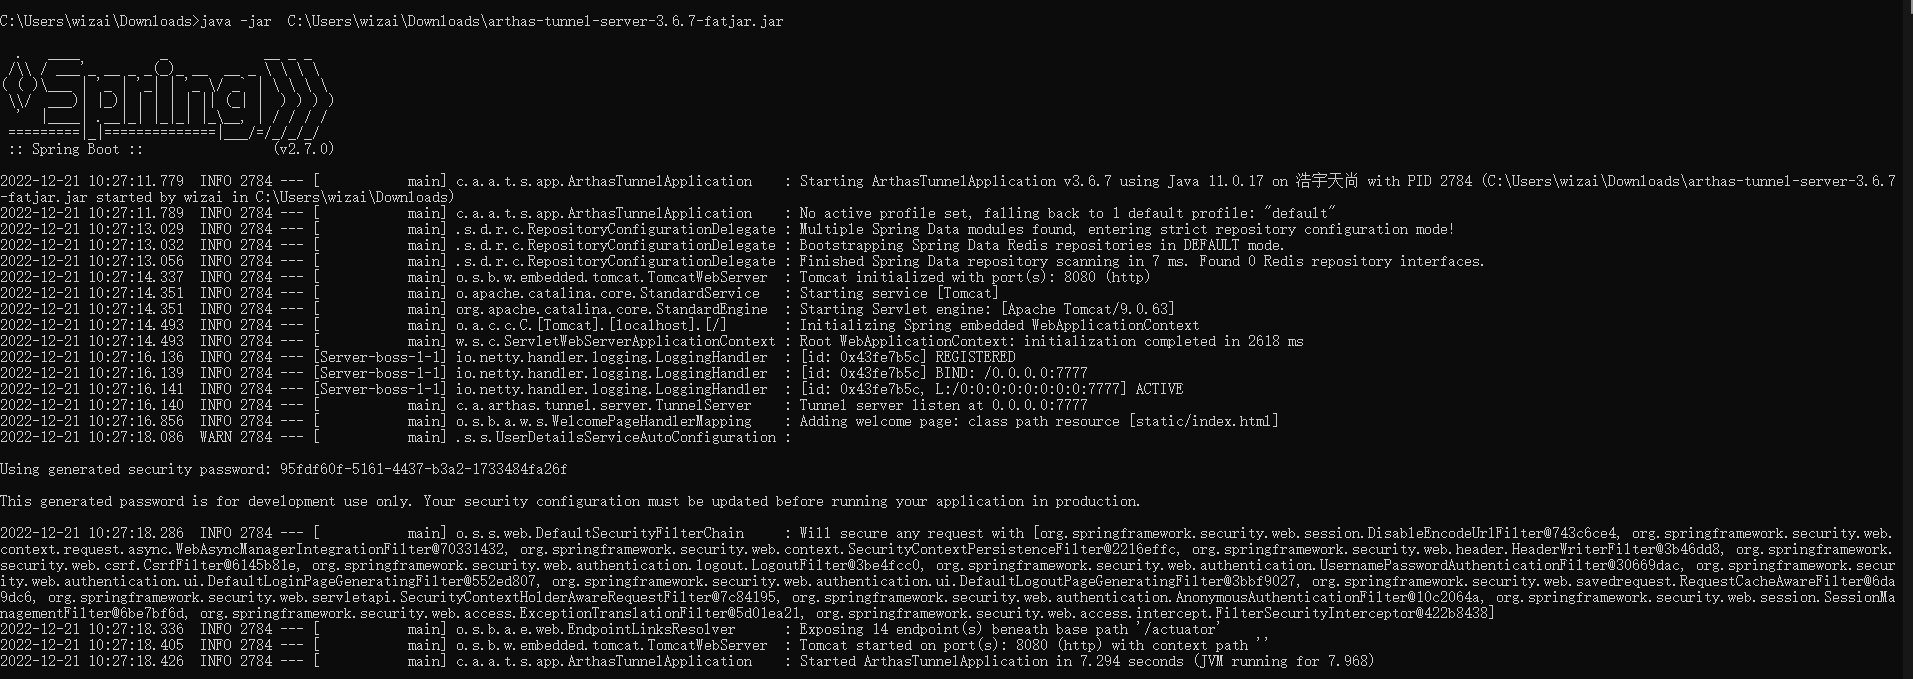 C:\Users\wizai\Downloads>java -jar  C:\Users\wizai\Downloads\arthas-tunnel-server-3.6.7-fatjar.jar
  .   ____          _            __ _ _
 /\\ / ___'_ __ _ _(_)_ __  __ _ \ \ \ \
( ( )\___ | '_ | '_| | '_ \/ _` | \ \ \ \
 \\/  ___)| |_)| | | | | || (_| |  ) ) ) )
  '  |____| .__|_| |_|_| |_\__, | / / / /
 =========|_|==============|___/=/_/_/_/
 :: Spring Boot ::                (v2.7.0)
2022-12-21 10:27:11.779  INFO 2784 --- [           main] c.a.a.t.s.app.ArthasTunnelApplication    : Starting ArthasTunnelApplication v3.6.7 using Java 11.0.17 on 浩宇天尚 with PID 2784 (C:\Users\wizai\Downloads\arthas-tunnel-server-3.6.7
-fatjar.jar started by wizai in C:\Users\wizai\Downloads)
2022-12-21 10:27:11.789  INFO 2784 --- [           main] c.a.a.t.s.app.ArthasTunnelApplication    : No active profile set, falling back to 1 default profile: "default"
2022-12-21 10:27:13.029  INFO 2784 --- [           main] .s.d.r.c.RepositoryConfigurationDelegate : Multiple Spring Data modules found, entering strict repository configuration mode!
2022-12-21 10:27:13.032  INFO 2784 --- [           main] .s.d.r.c.RepositoryConfigurationDelegate : Bootstrapping Spring Data Redis repositories in DEFAULT mode.
2022-12-21 10:27:13.056  INFO 2784 --- [           main] .s.d.r.c.RepositoryConfigurationDelegate : Finished Spring Data repository scanning in 7 ms. Found 0 Redis repository interfaces.
2022-12-21 10:27:14.337  INFO 2784 --- [           main] o.s.b.w.embedded.tomcat.TomcatWebServer  : Tomcat initialized with port(s): 8080 (http)
2022-12-21 10:27:14.351  INFO 2784 --- [           main] o.apache.catalina.core.StandardService   : Starting service [Tomcat]
2022-12-21 10:27:14.351  INFO 2784 --- [           main] org.apache.catalina.core.StandardEngine  : Starting Servlet engine: [Apache Tomcat/9.0.63]
2022-12-21 10:27:14.493  INFO 2784 --- [           main] o.a.c.c.C.[Tomcat].[localhost].[/]       : Initializing Spring embedded WebApplicationContext
2022-12-21 10:27:14.493  INFO 2784 --- [           main] w.s.c.ServletWebServerApplicationContext : Root WebApplicationContext: initialization completed in 2618 ms
2022-12-21 10:27:16.136  INFO 2784 --- [Server-boss-1-1] io.netty.handler.logging.LoggingHandler  : [id: 0x43fe7b5c] REGISTERED
2022-12-21 10:27:16.139  INFO 2784 --- [Server-boss-1-1] io.netty.handler.logging.LoggingHandler  : [id: 0x43fe7b5c] BIND: /0.0.0.0:7777
2022-12-21 10:27:16.141  INFO 2784 --- [Server-boss-1-1] io.netty.handler.logging.LoggingHandler  : [id: 0x43fe7b5c, L:/0:0:0:0:0:0:0:0:7777] ACTIVE
2022-12-21 10:27:16.140  INFO 2784 --- [           main] c.a.arthas.tunnel.server.TunnelServer    : Tunnel server listen at 0.0.0.0:7777
2022-12-21 10:27:16.856  INFO 2784 --- [           main] o.s.b.a.w.s.WelcomePageHandlerMapping    : Adding welcome page: class path resource [static/index.html]
2022-12-21 10:27:18.086  WARN 2784 --- [           main] .s.s.UserDetailsServiceAutoConfiguration :
Using generated security password: 95fdf60f-5161-4437-b3a2-1733484fa26f
This generated password is for development use only. Your security configuration must be updated before running your application in production.
2022-12-21 10:27:18.286  INFO 2784 --- [           main] o.s.s.web.DefaultSecurityFilterChain     : Will secure any request with [org.springframework.security.web.session.DisableEncodeUrlFilter@743c6ce4, org.springframework.security.web.
context.request.async.WebAsyncManagerIntegrationFilter@70331432, org.springframework.security.web.context.SecurityContextPersistenceFilter@2216effc, org.springframework.security.web.header.HeaderWriterFilter@3b46dd8, org.springframework.
security.web.csrf.CsrfFilter@6145b81e, org.springframework.security.web.authentication.logout.LogoutFilter@3be4fcc0, org.springframework.security.web.authentication.UsernamePasswordAuthenticationFilter@30669dac, org.springframework.secur
ity.web.authentication.ui.DefaultLoginPageGeneratingFilter@552ed807, org.springframework.security.web.authentication.ui.DefaultLogoutPageGeneratingFilter@3bbf9027, org.springframework.security.web.savedrequest.RequestCacheAwareFilter@6da
9dc6, org.springframework.security.web.servletapi.SecurityContextHolderAwareRequestFilter@7c84195, org.springframework.security.web.authentication.AnonymousAuthenticationFilter@10c2064a, org.springframework.security.web.session.SessionMa
nagementFilter@6be7bf6d, org.springframework.security.web.access.ExceptionTranslationFilter@5d01ea21, org.springframework.security.web.access.intercept.FilterSecurityInterceptor@422b8438]
2022-12-21 10:27:18.336  INFO 2784 --- [           main] o.s.b.a.e.web.EndpointLinksResolver      : Exposing 14 endpoint(s) beneath base path '/actuator'
2022-12-21 10:27:18.405  INFO 2784 --- [           main] o.s.b.w.embedded.tomcat.TomcatWebServer  : Tomcat started on port(s): 8080 (http) with context path ''
2022-12-21 10:27:18.426  INFO 2784 --- [           main] c.a.a.t.s.app.ArthasTunnelApplication    : Started ArthasTunnelApplication in 7.294 seconds (JVM running for 7.968)